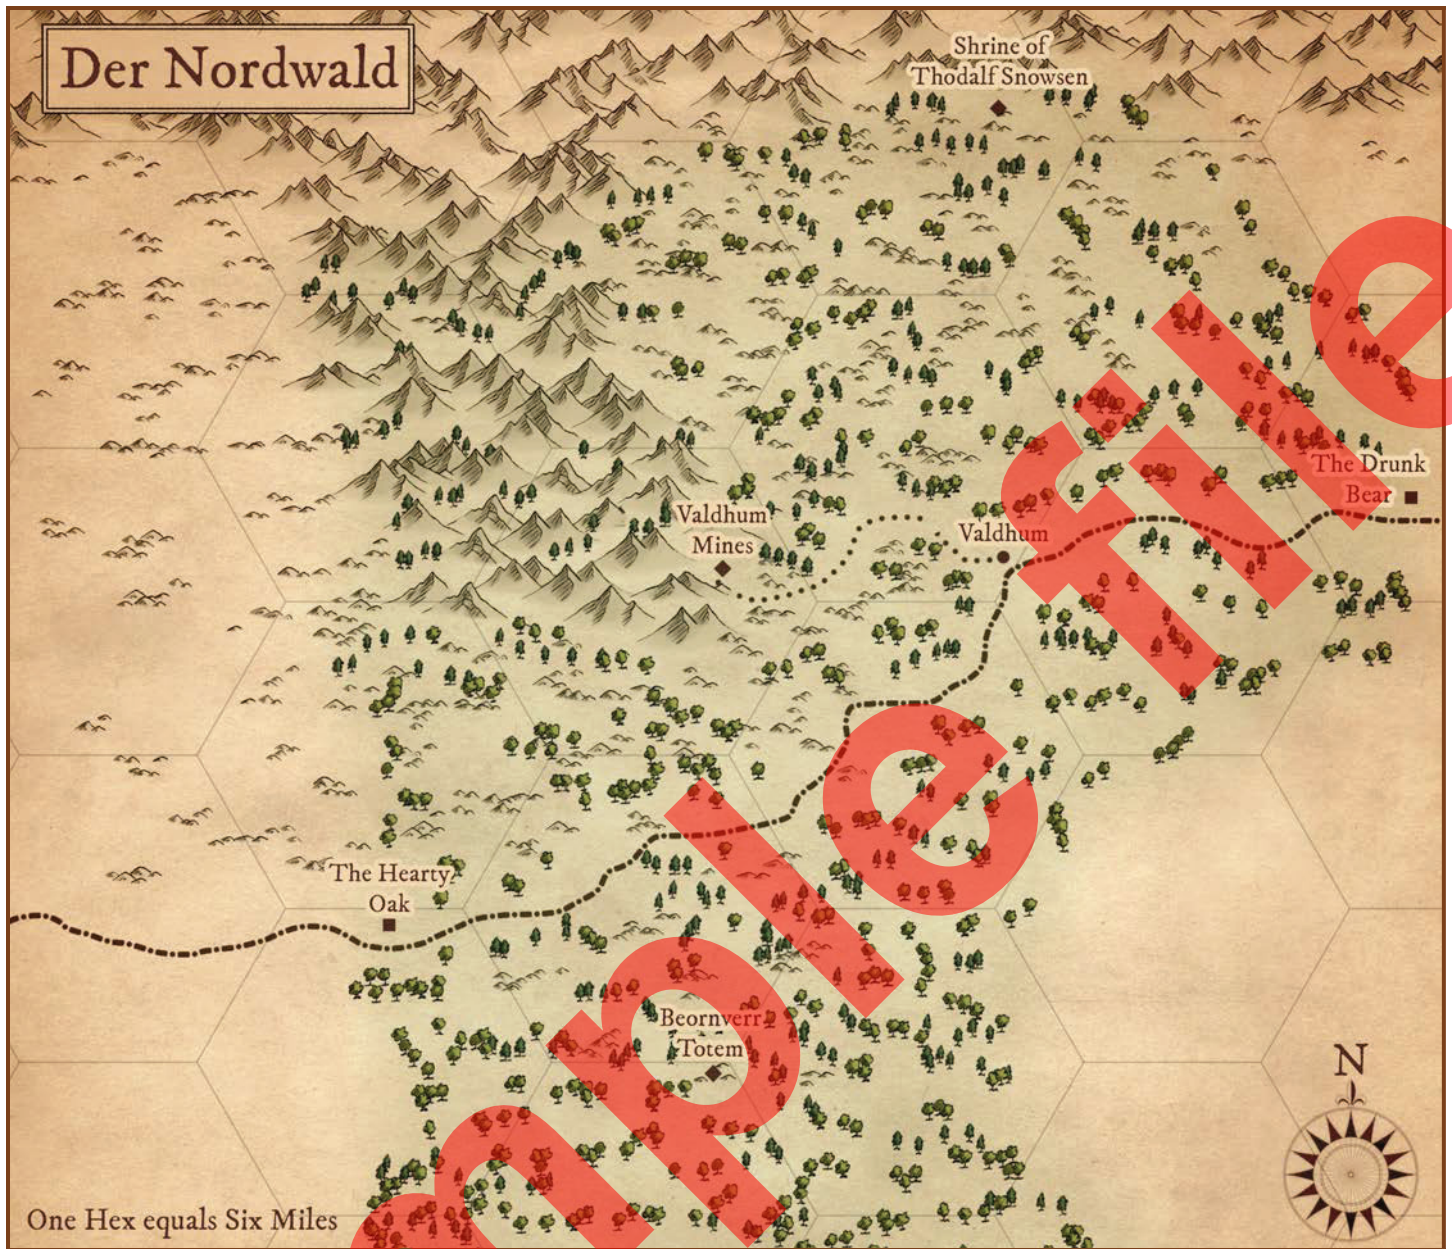 Der Nordwald
Shrine of
Thodalf Snowsen
The Drunk
Bear
Valdhum
Mines
Valdhum
The Hearty
Oak
Beornverr
Totem
N
One Hex equals Six Miles
mple file